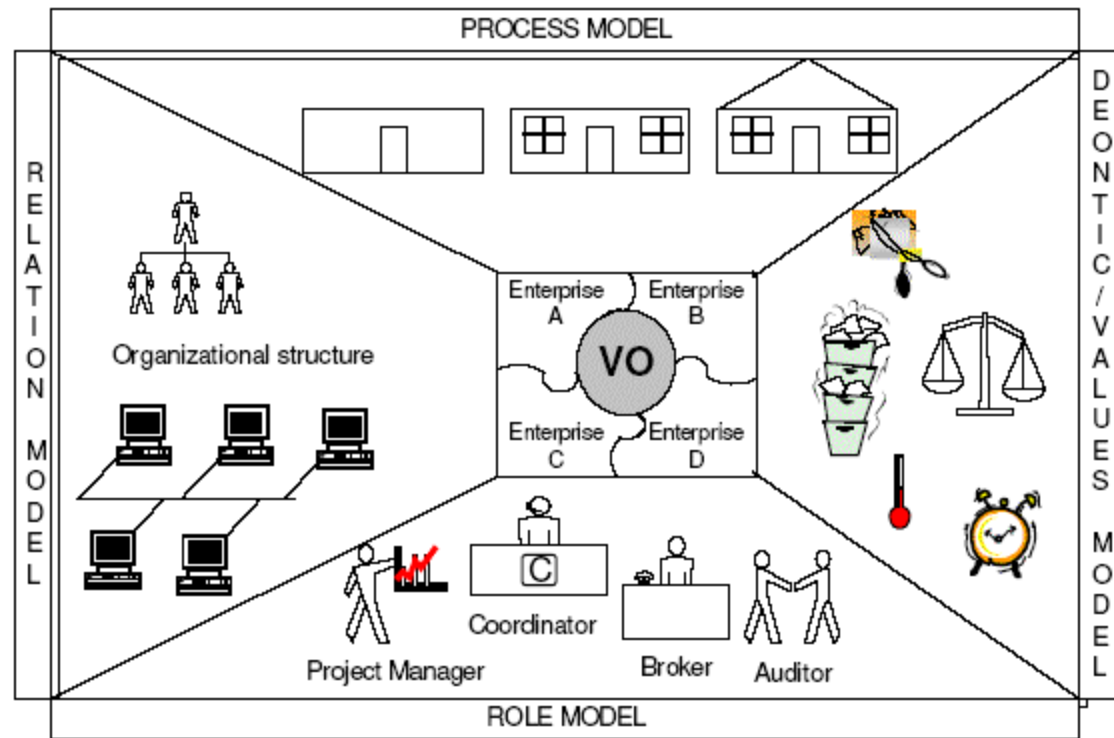 PROCESS MODEL
RELATION MODEL
DEONTIC/VALUES MODEL
Organizational structure
Enterprise
A
Enterprise
B
VO
Enterprise
C
Enterprise
D
C
Project Manager
Coordinator
Broker
Auditor
ROLE MODEL